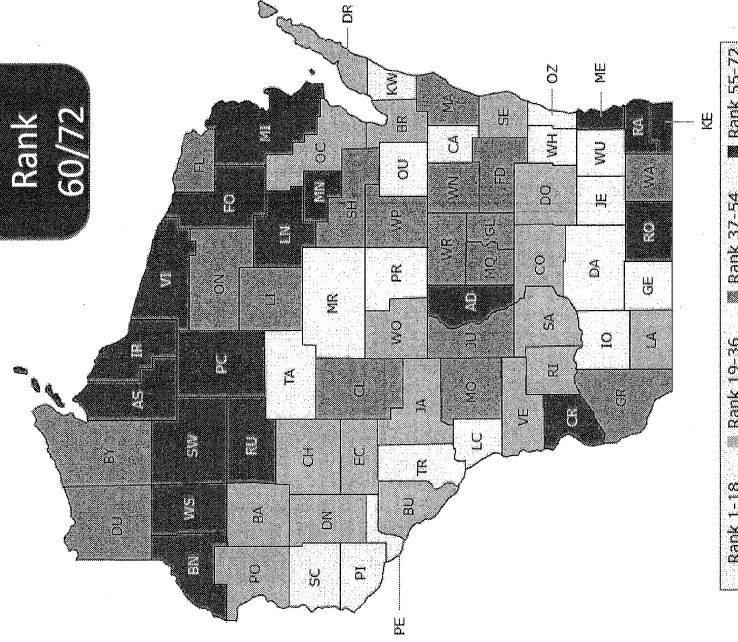 Rank
60/72
DU
BY
AS
IR
VI
BN
WS
SW
PC
FL
ON
FO
PO
BA
RU
LI
LN
MI
SC
DN
CH
TA
MR
MN
OC
DR
PI
EC
CL
SH
PE
BU
TR
JA
WO
PR
WP
OU
BR
KW
LC
MO
JU
AD
WR
WN
CA
MA
MQ
GL
FD
SE
VE
RI
SA
CO
DO
WH
OZ
CR
IO
DA
JE
WU
ME
GR
LA
GE
RO
WA
RA
KE
Rank 1-18 Rank 19-36 Rank 37-54 Rank 55-72